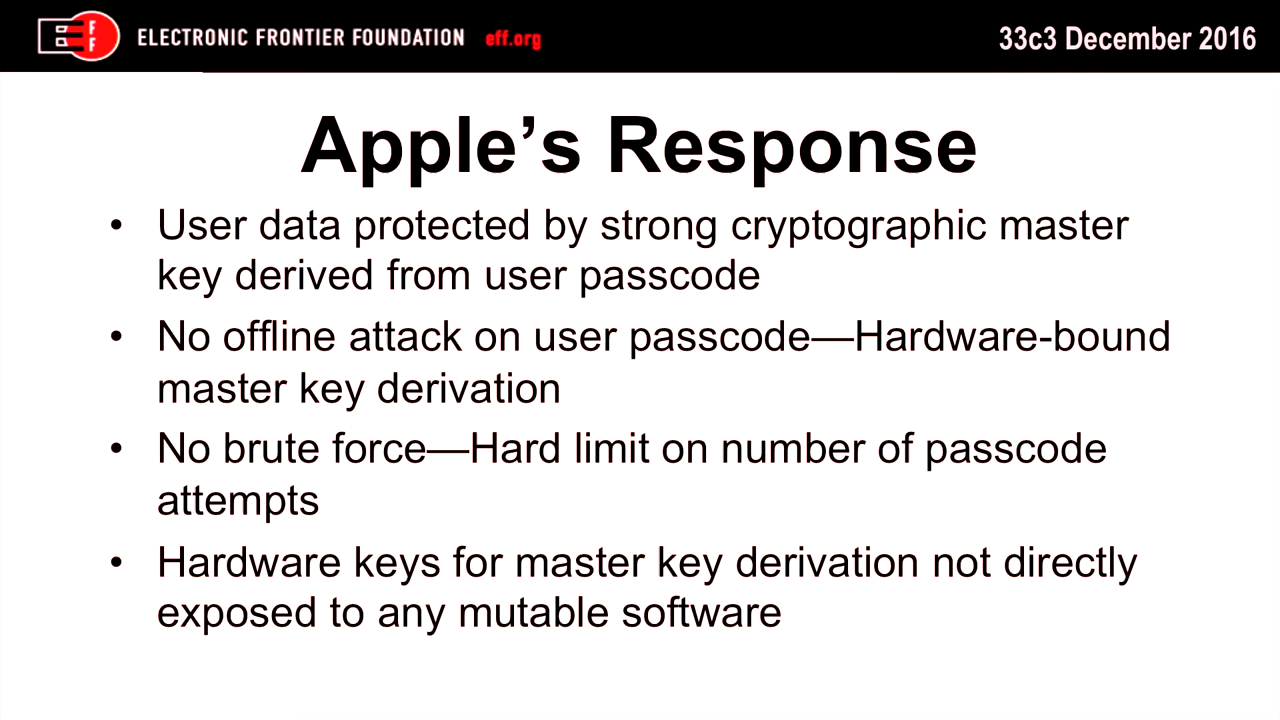 EFF ELECTRONIC FRONTIER FOUNDATION eff.org 33c3 December 2016
Apple’s Response
• User data protected by strong cryptographic master
key derived from user passcode
• No offline attack on user passcode—Hardware-bound
master key derivation
• No brute force—Hard limit on number of passcode
attempts
• Hardware keys for master key derivation not directly
exposed to any mutable software